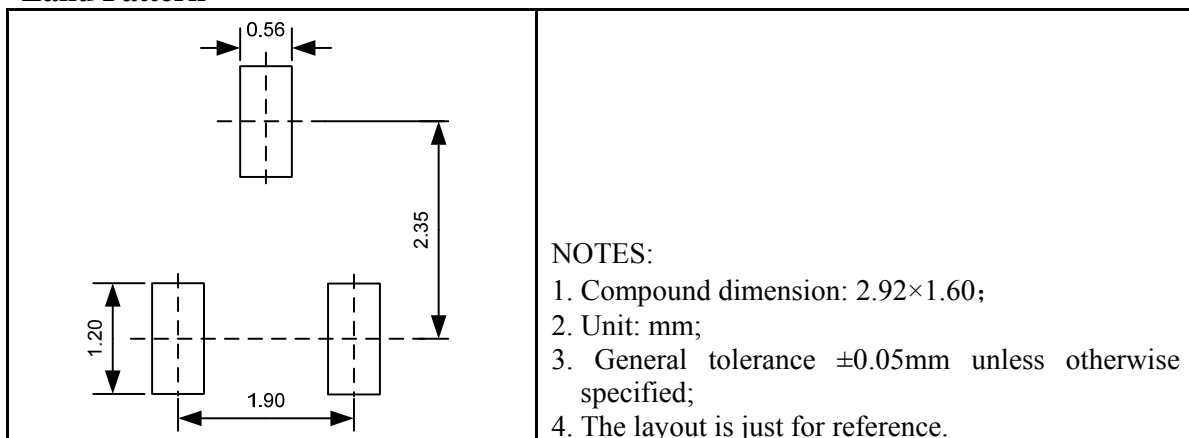 Land Pattern
0.56
2.35
1.20
1.90
NOTES:
1. Compound dimension: 2.92×1.60；
2. Unit: mm;
3. General tolerance ±0.05mm unless otherwise
specified;
4. The layout is just for reference.